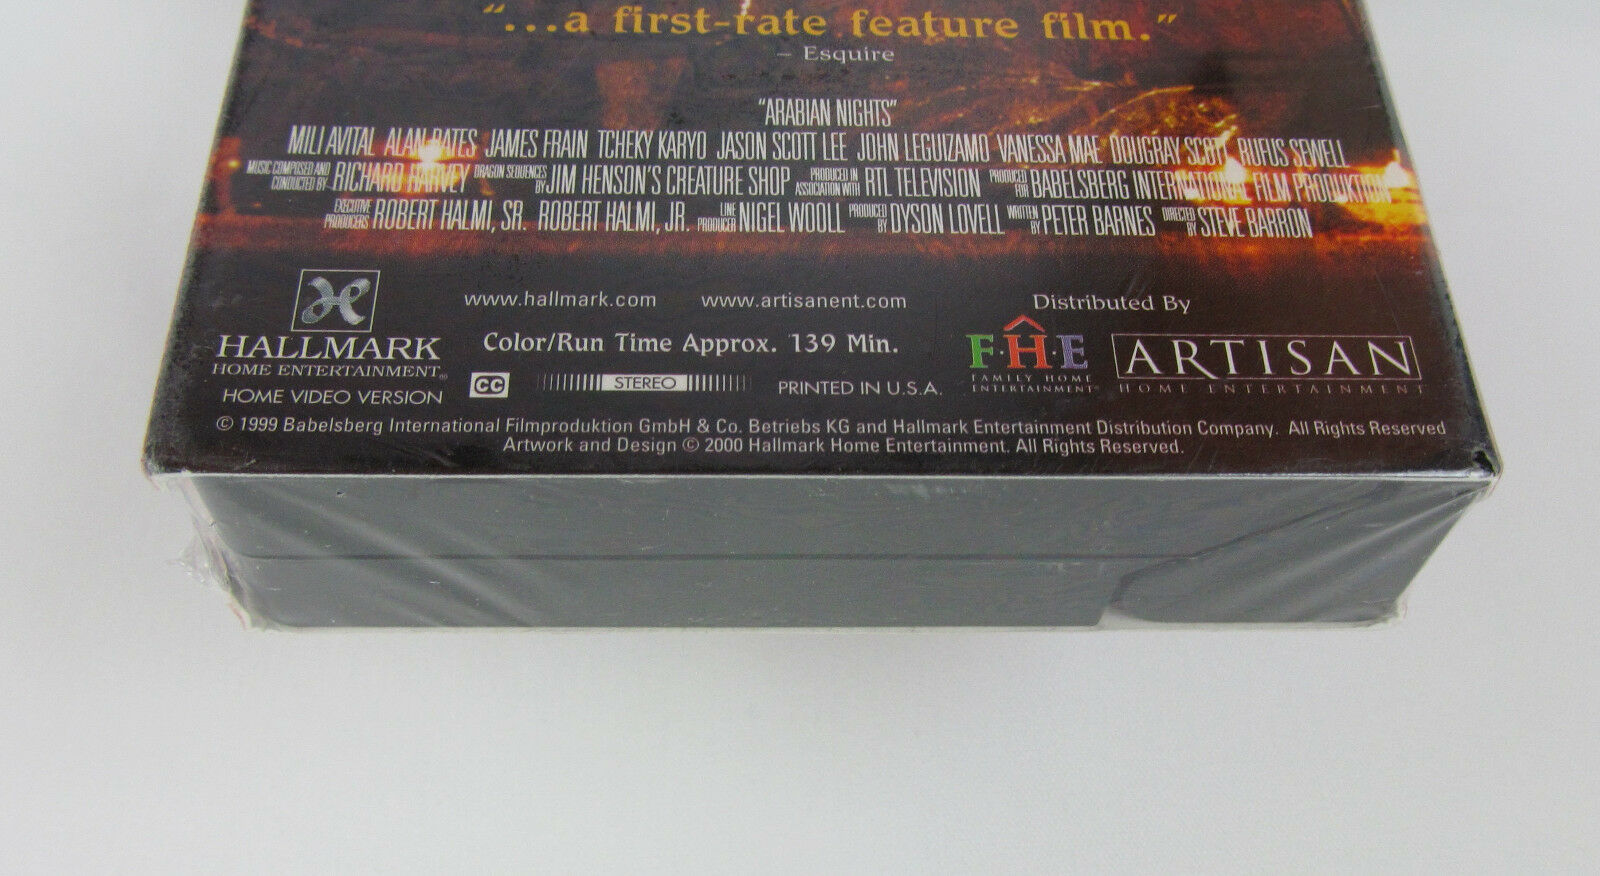 “...a first-rate feature film.”
– Esquire
“ARABIAN NIGHTS”
MILI AVITAL ALAN BATES JAMES FRAIN TCHEKY KARYO JASON SCOTT LEE JOHN LEGUIZAMO VANESSA MAE DOUGRAY SCOTT RUFUS SEWELL
MUSIC COMPOSED AND CONDUCTED BY RICHARD HARVEY DRAGON SEQUENCES BY JIM HENSON'S CREATURE SHOP PRODUCED IN ASSOCIATION WITH RTL TELEVISION PRODUCED FOR BABELSBERG INTERNATIONAL FILM PRODUKTION
EXECUTIVE PRODUCERS ROBERT HALMI, SR. ROBERT HALMI, JR. LINE PRODUCER NIGEL WOOLL PRODUCED BY DYSON LOVELL WRITTEN BY PETER BARNES DIRECTED BY STEVE BARRON
HALLMARK
HOME ENTERTAINMENT®
HOME VIDEO VERSION
www.hallmark.com www.artisanent.com
Color/Run Time Approx. 139 Min.
CC STEREO PRINTED IN U.S.A.
Distributed By
F·H·E
FAMILY HOME
ENTERTAINMENT®
ARTISAN
HOME ENTERTAINMENT
© 1999 Babelsberg International Filmproduktion GmbH & Co. Betriebs KG and Hallmark Entertainment Distribution Company. All Rights Reserved
Artwork and Design © 2000 Hallmark Home Entertainment. All Rights Reserved.